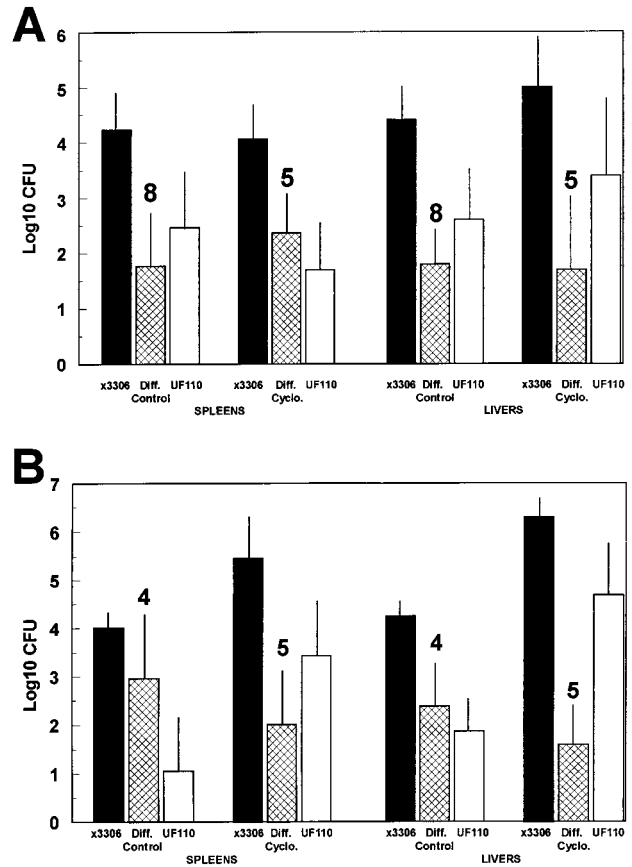 A
6
5
4
3
2
1
0
Log10 CFU
8
5
8
5
x3306 Diff. UF110 x3306 Diff. UF110 x3306 Diff. UF110 x3306 Diff. UF110
Control Cyclo. Control Cyclo.
SPLEENS LIVERS
B
7
6
5
4
3
2
1
0
Log10 CFU
4
5
4
5
x3306 Diff. UF110 x3306 Diff. UF110 x3306 Diff. UF110 x3306 Diff. UF110
Control Cyclo. Control Cyclo.
SPLEENS LIVERS